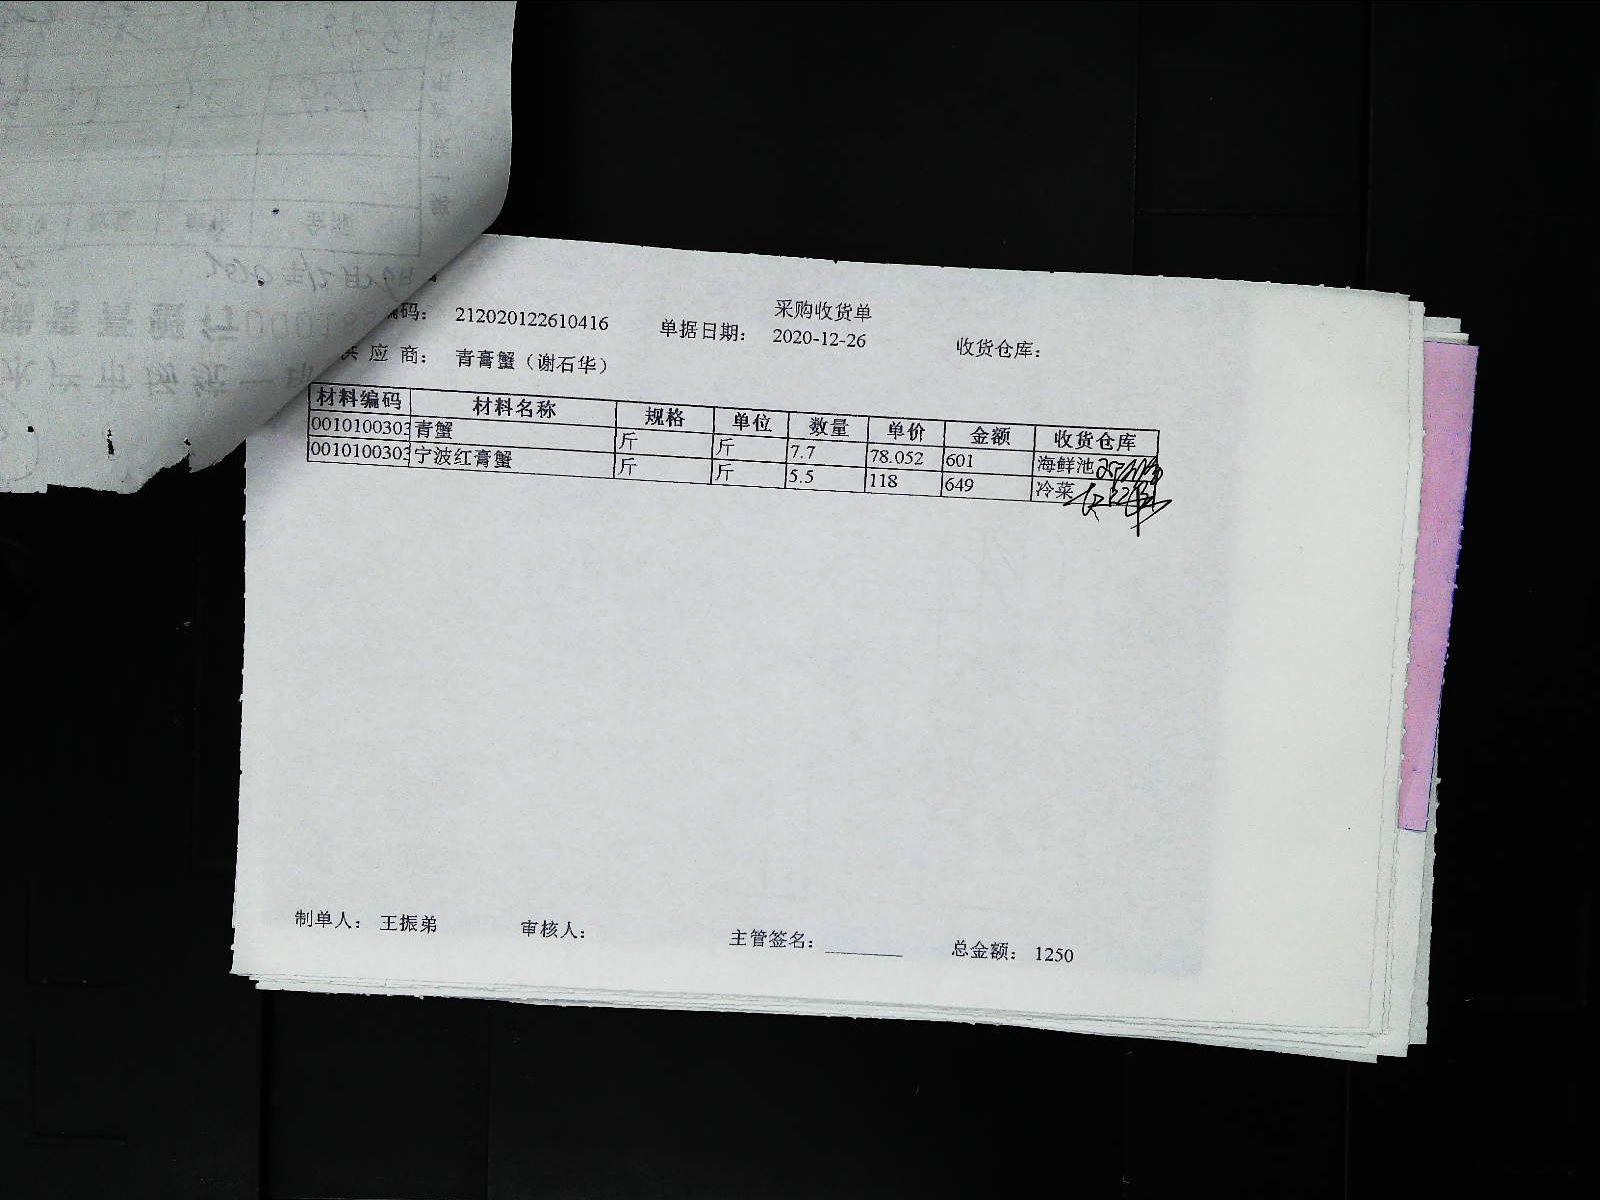 采购收货单
编码： 212020122610416 单据日期： 2020-12-26 收货仓库：
供 应 商： 青膏蟹（谢石华）
材料编码 材料名称 规格 单位 数量 单价 金额 收货仓库
0010100303 青蟹 斤 斤 7.7 78.052 601 海鲜池
0010100303 宁波红膏蟹 斤 斤 5.5 118 649 冷菜
制单人： 王振弟 审核人： 主管签名： 总金额： 1250